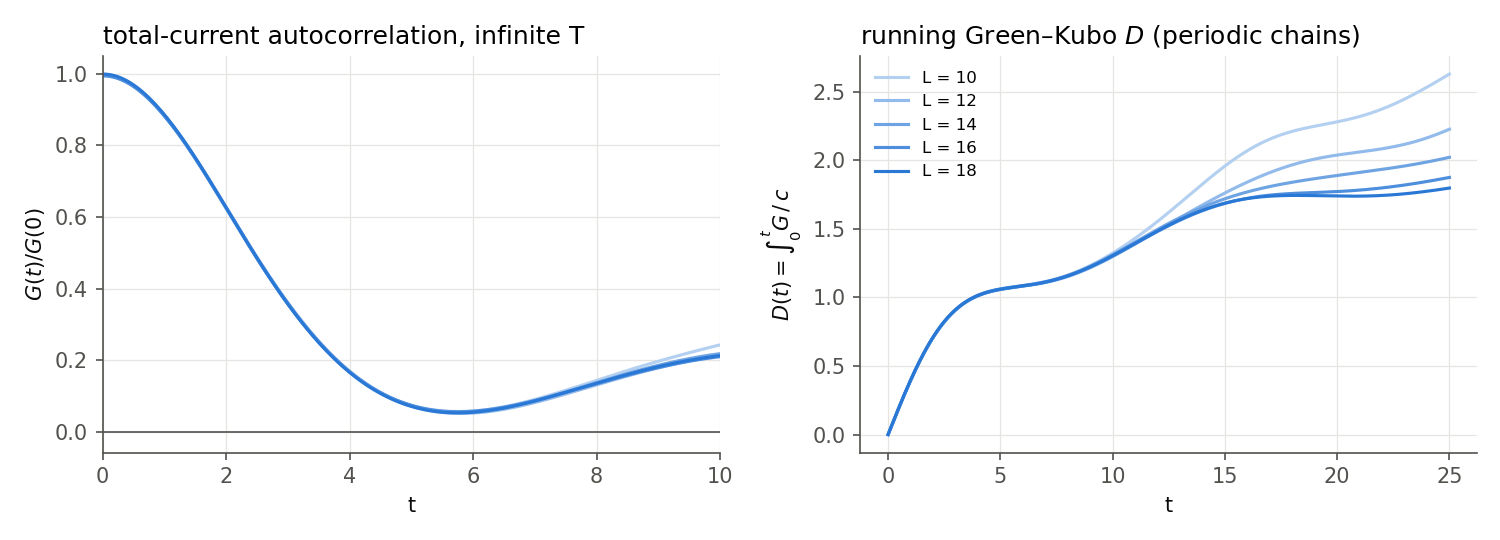 total-current autocorrelation, infinite T
G(t)/G(0)
1.0
0.8
0.6
0.4
0.2
0.0
0 2 4 6 8 10
t
running Green–Kubo D (periodic chains)
D(t) = ∫₀ᵗ G / c
2.5
2.0
1.5
1.0
0.5
0.0
L = 10
L = 12
L = 14
L = 16
L = 18
0 5 10 15 20 25
t